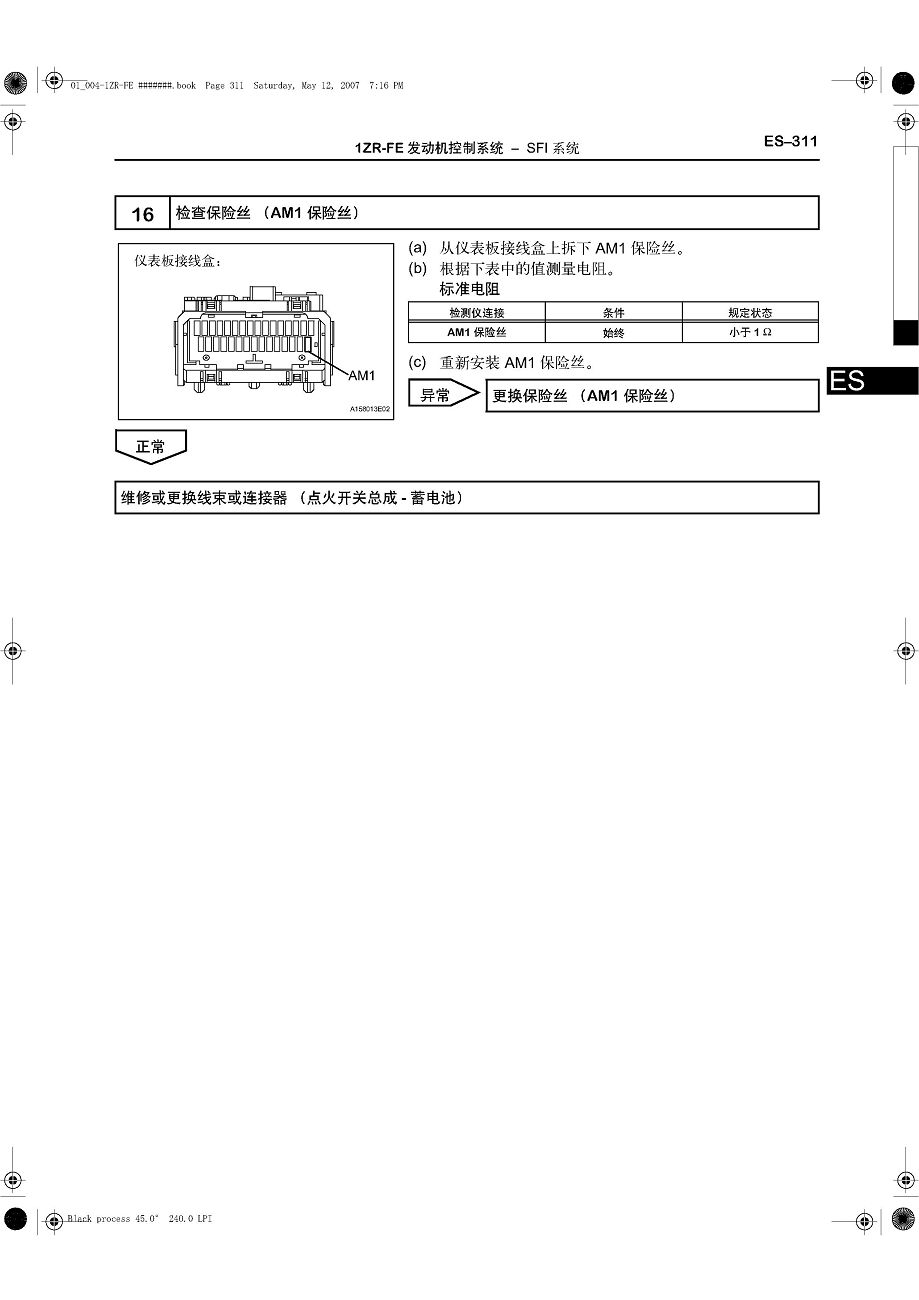 01_004-1ZR-FE #######.book Page 311 Saturday, May 12, 2007 7:16 PM
1ZR-FE 发动机控制系统 – SFI 系统
ES–311
16 检查保险丝 （AM1 保险丝）
仪表板接线盒：
AM1
A158013E02
(a) 从仪表板接线盒上拆下 AM1 保险丝。
(b) 根据下表中的值测量电阻。
标准电阻
检测仪连接 条件 规定状态
AM1 保险丝 始终 小于 1 Ω
(c) 重新安装 AM1 保险丝。
ES
异常 更换保险丝 （AM1 保险丝）
正常
维修或更换线束或连接器 （点火开关总成 - 蓄电池）
Black process 45.0° 240.0 LPI